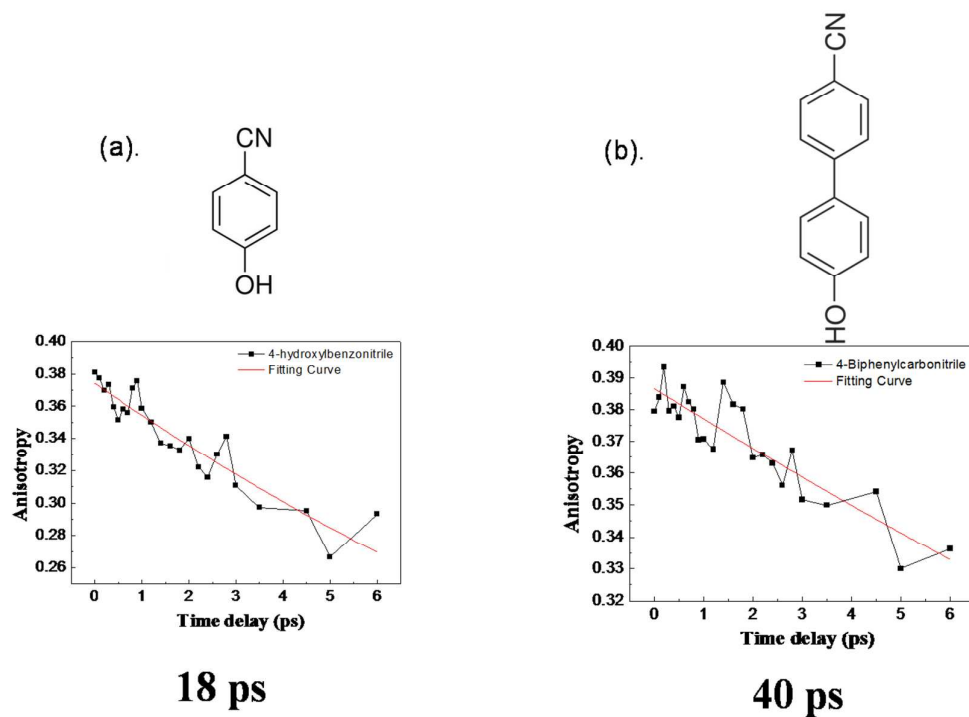 (a).
CN
OH
0.40
0.38
0.36
0.34
0.32
0.30
0.28
0.26
Anisotropy
4-hydroxylbenzonitrile
Fitting Curve
0 1 2 3 4 5 6
Time delay (ps)
18 ps
(b).
CN
HO
0.40
0.39
0.38
0.37
0.36
0.35
0.34
0.33
0.32
Anisotropy
4-Biphenylcarbonitrile
Fitting Curve
0 1 2 3 4 5 6
Time delay (ps)
40 ps